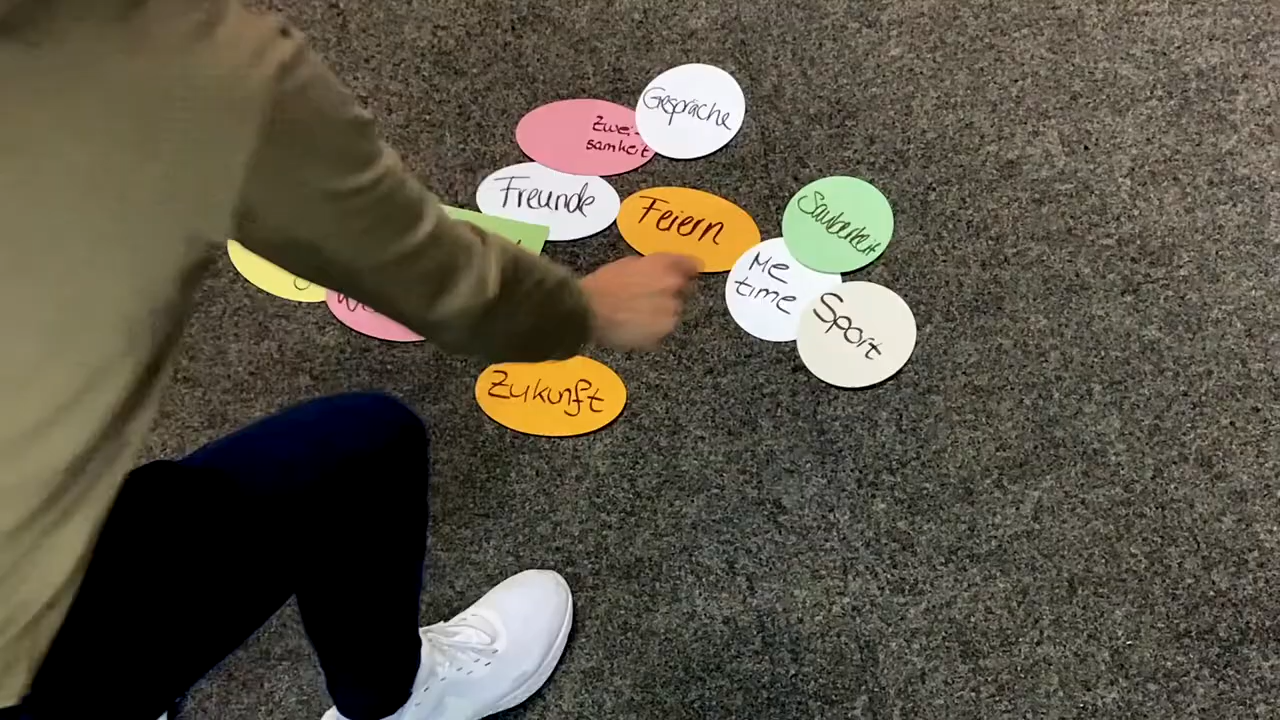 Gespräche
Zwei-
samkeit
Freunde
Feiern
Sauberkeit
Me
time
Sport
Zukunft